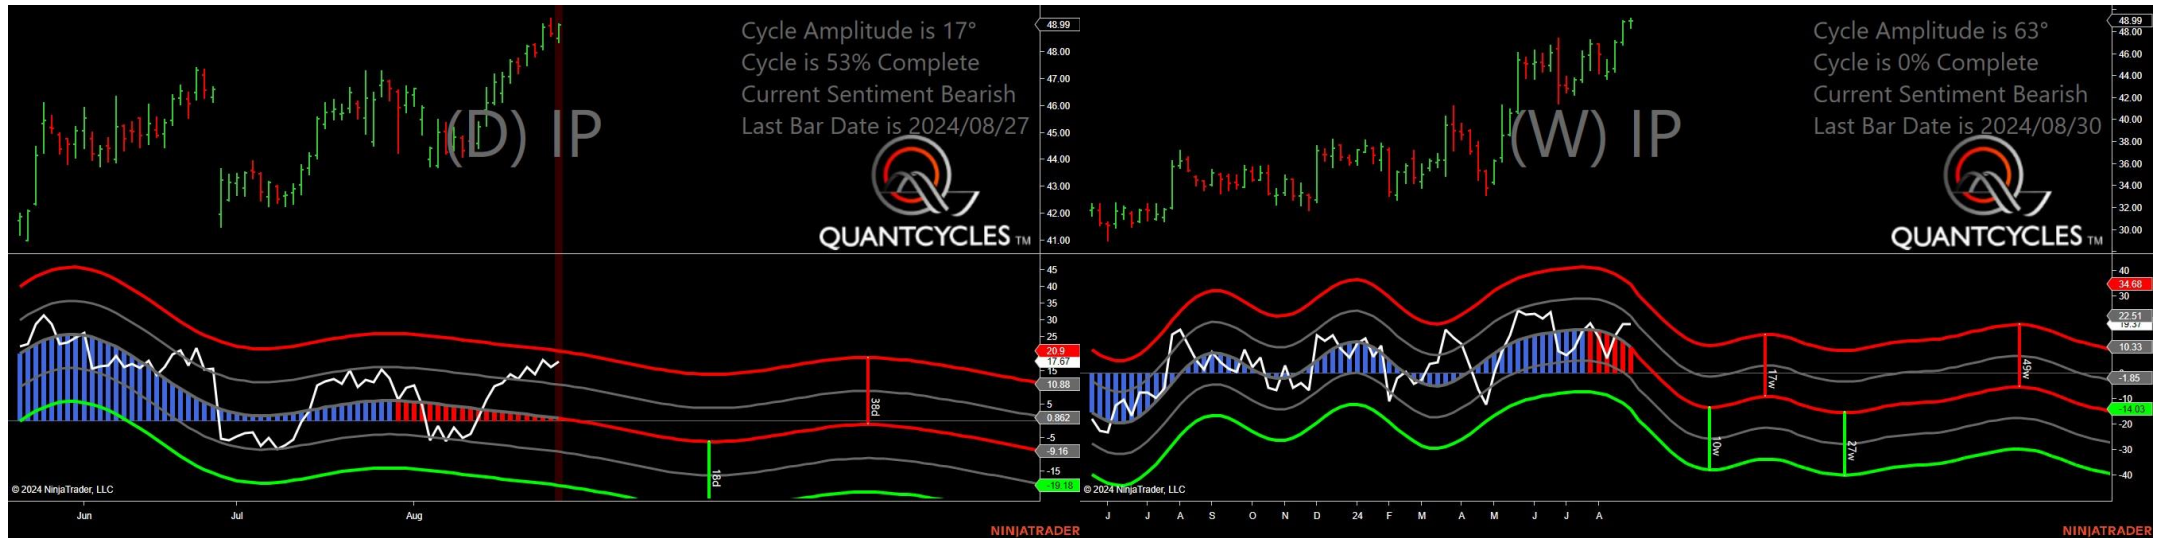 Cycle Amplitude is 17°
Cycle is 53% Complete
Current Sentiment Bearish
Last Bar Date is 2024/08/27
(D) IP
QUANTCYCLES TM
48.99
48.00
47.00
46.00
45.00
44.00
43.00
42.00
41.00
45
40
35
30
25
20.9
17.67
15
10.88
5
0.862
-5
-9.16
-15
-19.18
38d
18d
© 2024 NinjaTrader, LLC
Jun
Jul
Aug
NINJATRADER
Cycle Amplitude is 63°
Cycle is 0% Complete
Current Sentiment Bearish
Last Bar Date is 2024/08/30
(W) IP
QUANTCYCLES TM
48.99
48.00
46.00
44.00
42.00
40.00
38.00
36.00
34.00
32.00
30.00
40
34.68
30
22.51
19.37
10.33
-1.85
-10
-14.03
-20
-30
-40
17w
49w
10w
27w
© 2024 NinjaTrader, LLC
J
J
A
S
O
N
D
24
F
M
A
M
J
J
A
NINJATRADER